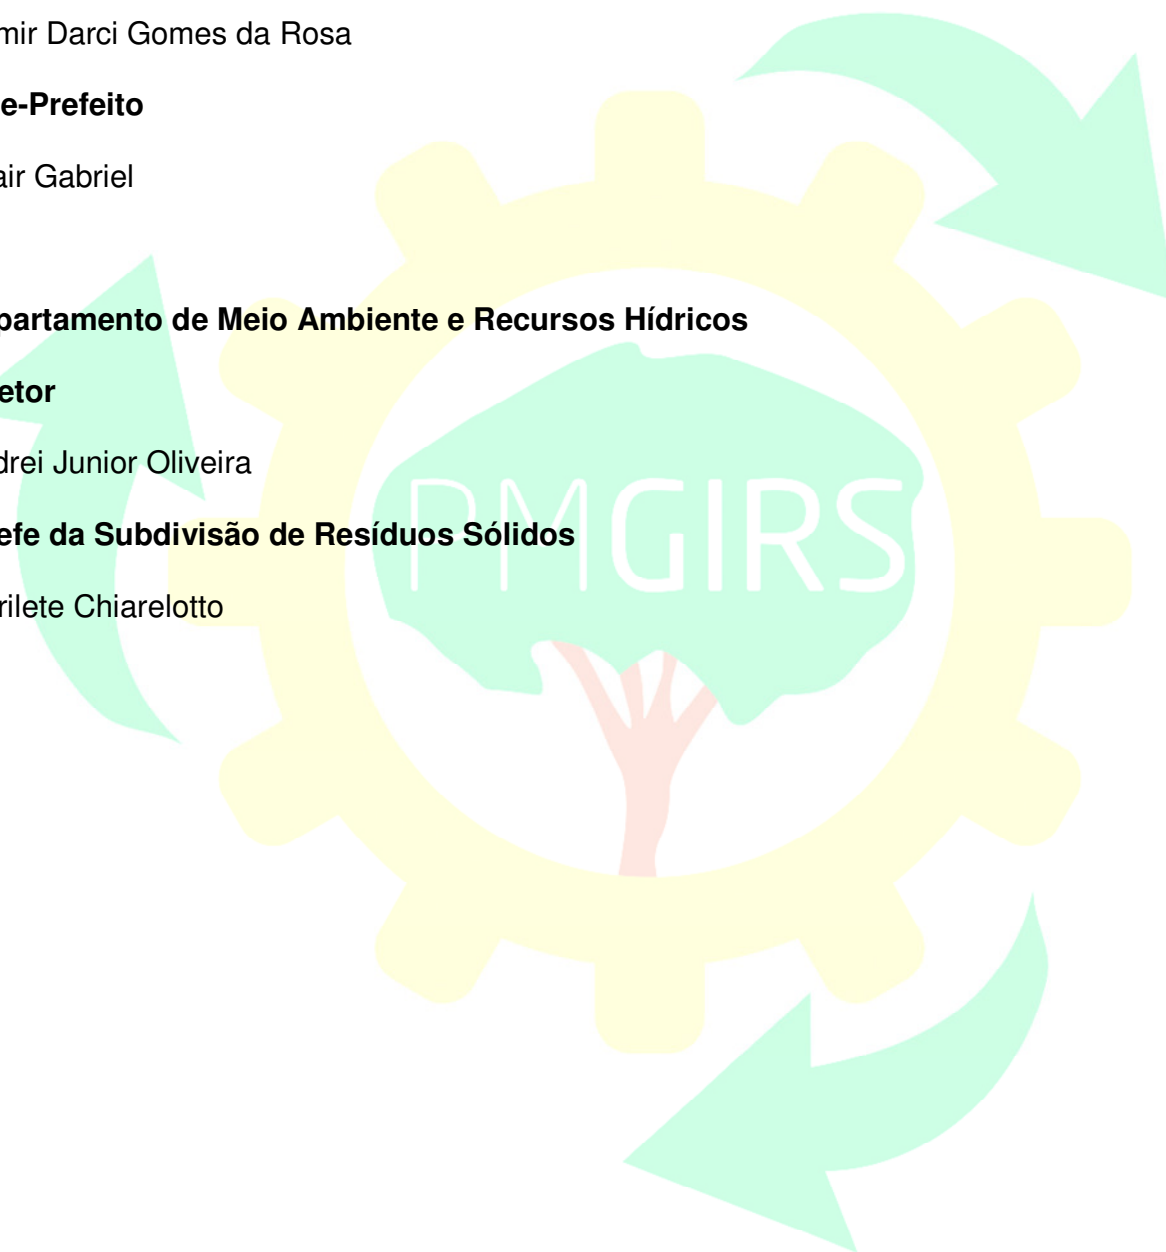 mir Darci Gomes da Rosa
e-Prefeito
air Gabriel
partamento de Meio Ambiente e Recursos Hídricos
etor
drei Junior Oliveira
efe da Subdivisão de Resíduos Sólidos
rilete Chiarelotto
PMGIRS